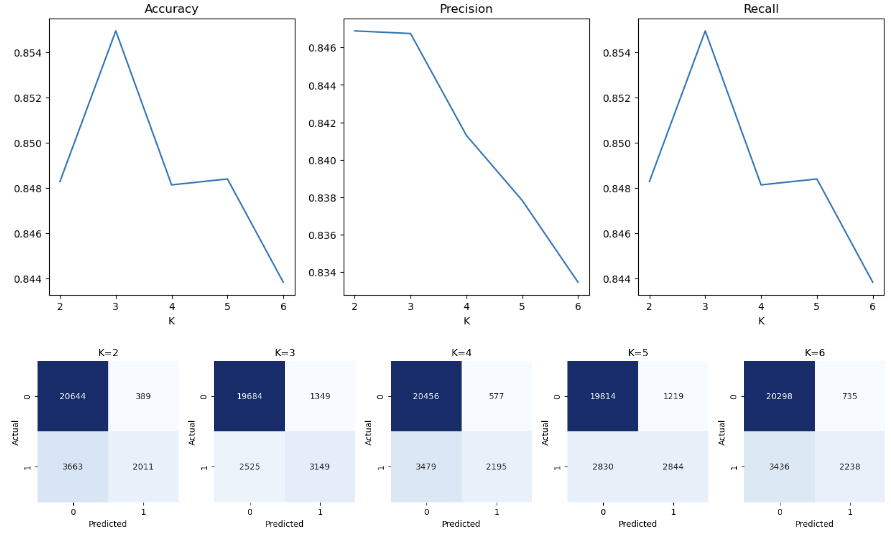 Accuracy Precision Recall
0.854 0.846 0.854
0.852 0.844 0.852
0.850 0.842 0.850
0.848 0.840 0.848
0.846 0.838 0.846
0.844 0.836 0.844
0.834
2 3 4 5 6 2 3 4 5 6 2 3 4 5 6
K K K
K=2 K=3 K=4 K=5 K=6
Actual 0 20644 389 Actual 0 19684 1349 Actual 0 20456 577 Actual 0 19814 1219 Actual 0 20298 735
1 3663 2011 1 2525 3149 1 3479 2195 1 2830 2844 1 3436 2238
0 1 0 1 0 1 0 1 0 1
Predicted Predicted Predicted Predicted Predicted